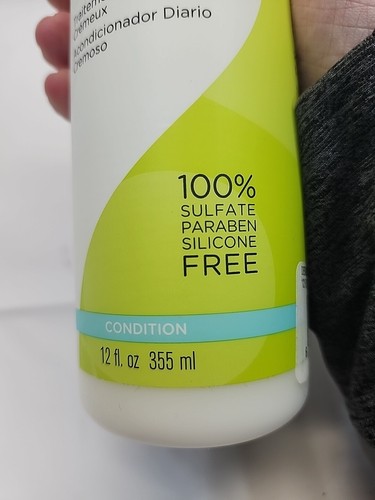 Crémeux
acondicionador Diario
Cremoso
100%
SULFATE
PARABEN
SILICONE
FREE
CONDITION
12 fl. oz 355 ml